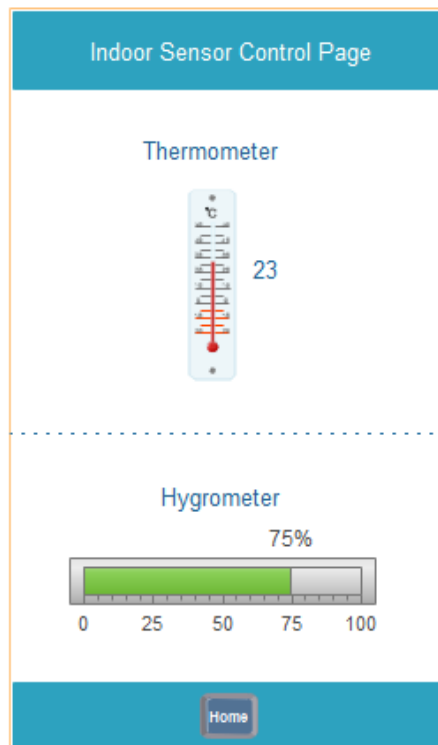 Indoor Sensor Control Page
Thermometer
°C
23
Hygrometer
75%
0 25 50 75 100
Home